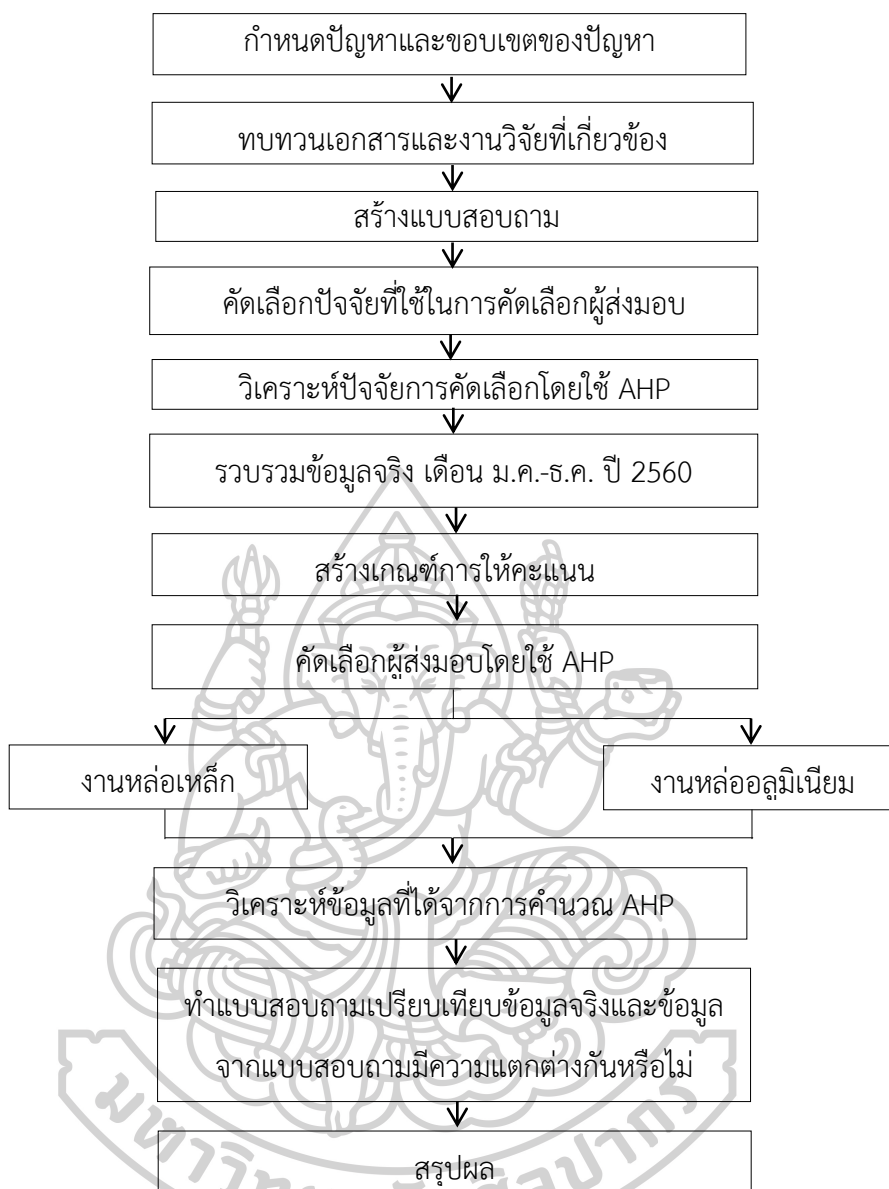 กำหนดปัญหาและขอบเขตของปัญหา
ทบทวนเอกสารและงานวิจัยที่เกี่ยวข้อง
สร้างแบบสอบถาม
คัดเลือกปัจจัยที่ใช้ในการคัดเลือกผู้ส่งมอบ
วิเคราะห์ปัจจัยการคัดเลือกโดยใช้ AHP
รวบรวมข้อมูลจริง เดือน ม.ค.-ธ.ค. ปี 2560
สร้างเกณฑ์การให้คะแนน
คัดเลือกผู้ส่งมอบโดยใช้ AHP
งานหล่อเหล็ก
งานหล่ออลูมิเนียม
วิเคราะห์ข้อมูลที่ได้จากการคำนวณ AHP
ทำแบบสอบถามเปรียบเทียบข้อมูลจริงและข้อมูล
จากแบบสอบถามมีความแตกต่างกันหรือไม่
สรุปผล